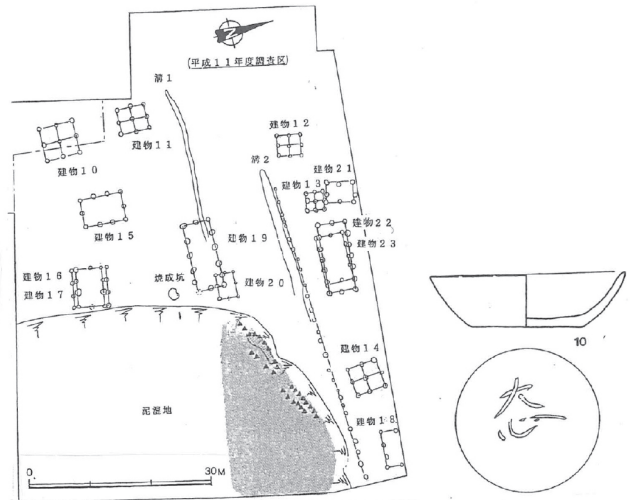 (平成11年度調査区)
溝1
建物12
建物11
建物10
溝2
建物21
建物13
建物15
建物19
建物22
建物23
建物16
建物17
焼成坑
1
建物20
建物14
泥湿地
建物18
0
30M
10